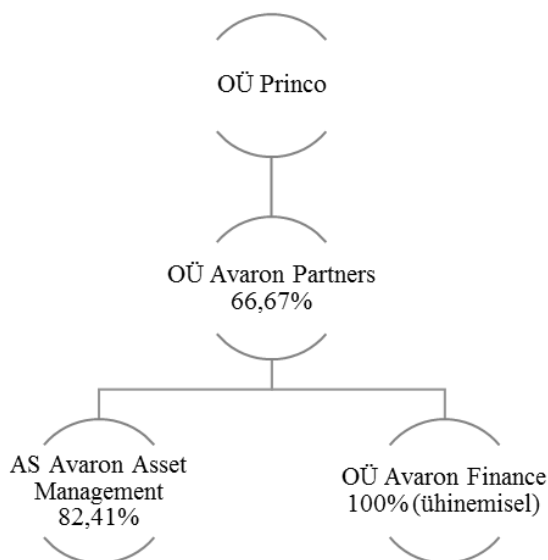 OÜ Princo
OÜ Avaron Partners
66,67%
AS Avaron Asset
Management
82,41%
OÜ Avaron Finance
100% (ühinemisel)